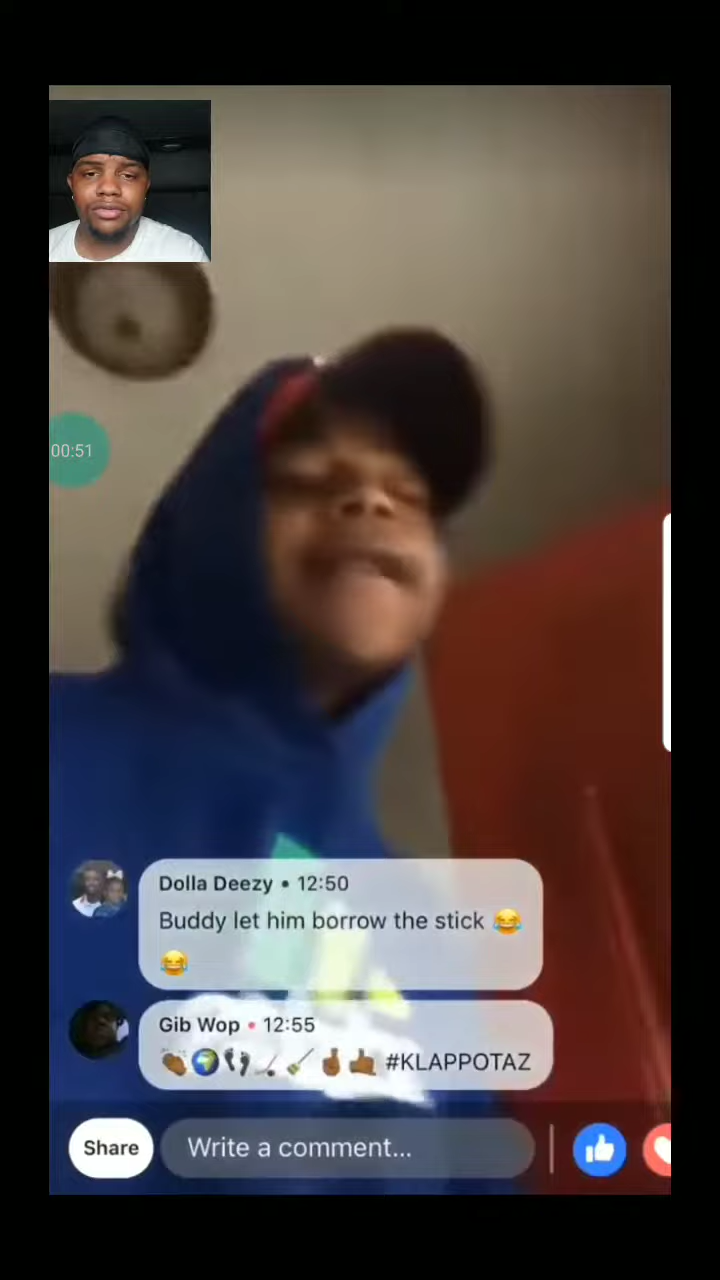 00:51
Dolla Deezy • 12:50
Buddy let him borrow the stick 😂
😂
Gib Wop • 12:55
👏🏾🌍👣🏒🧹🤞🏾🤙🏾 #KLAPPOTAZ
Share
Write a comment...